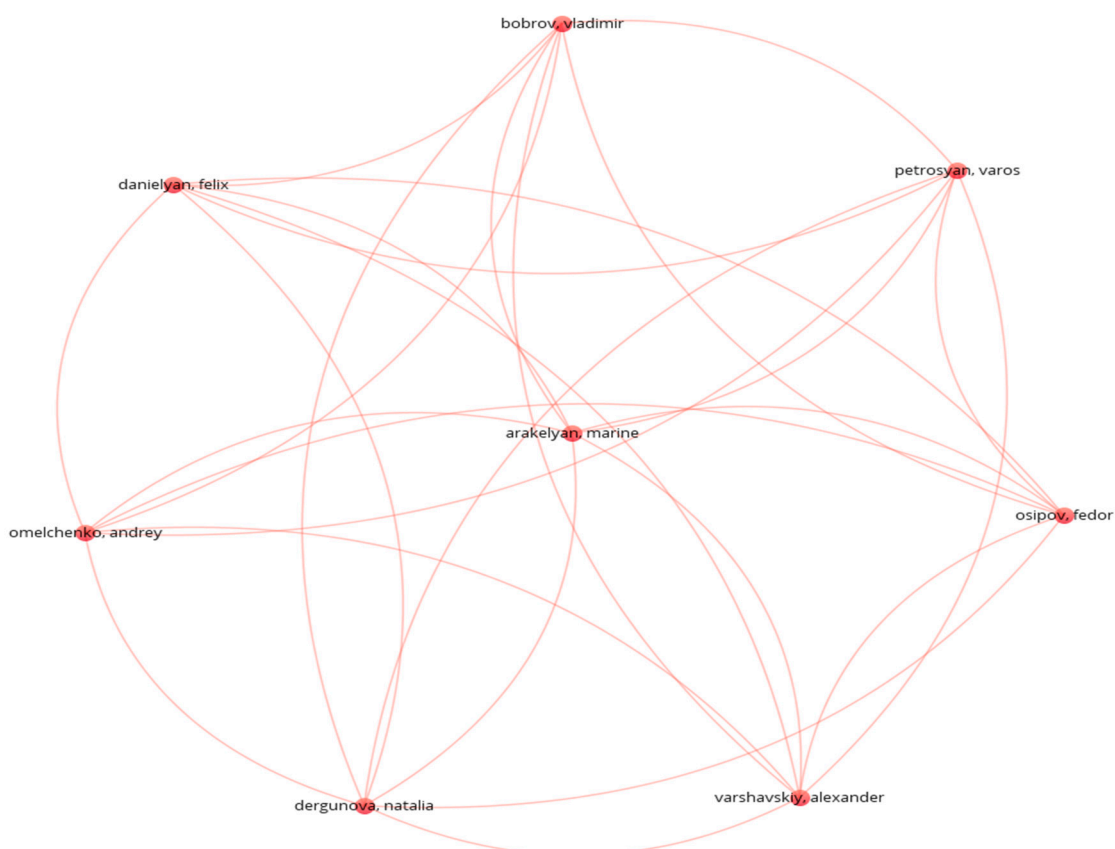 bobrov, vladimir
petrosyan, varos
danielyan, felix
arakelyan, marine
osipov, fedor
omelchenko, andrey
varshavskiy, alexander
dergunova, natalia